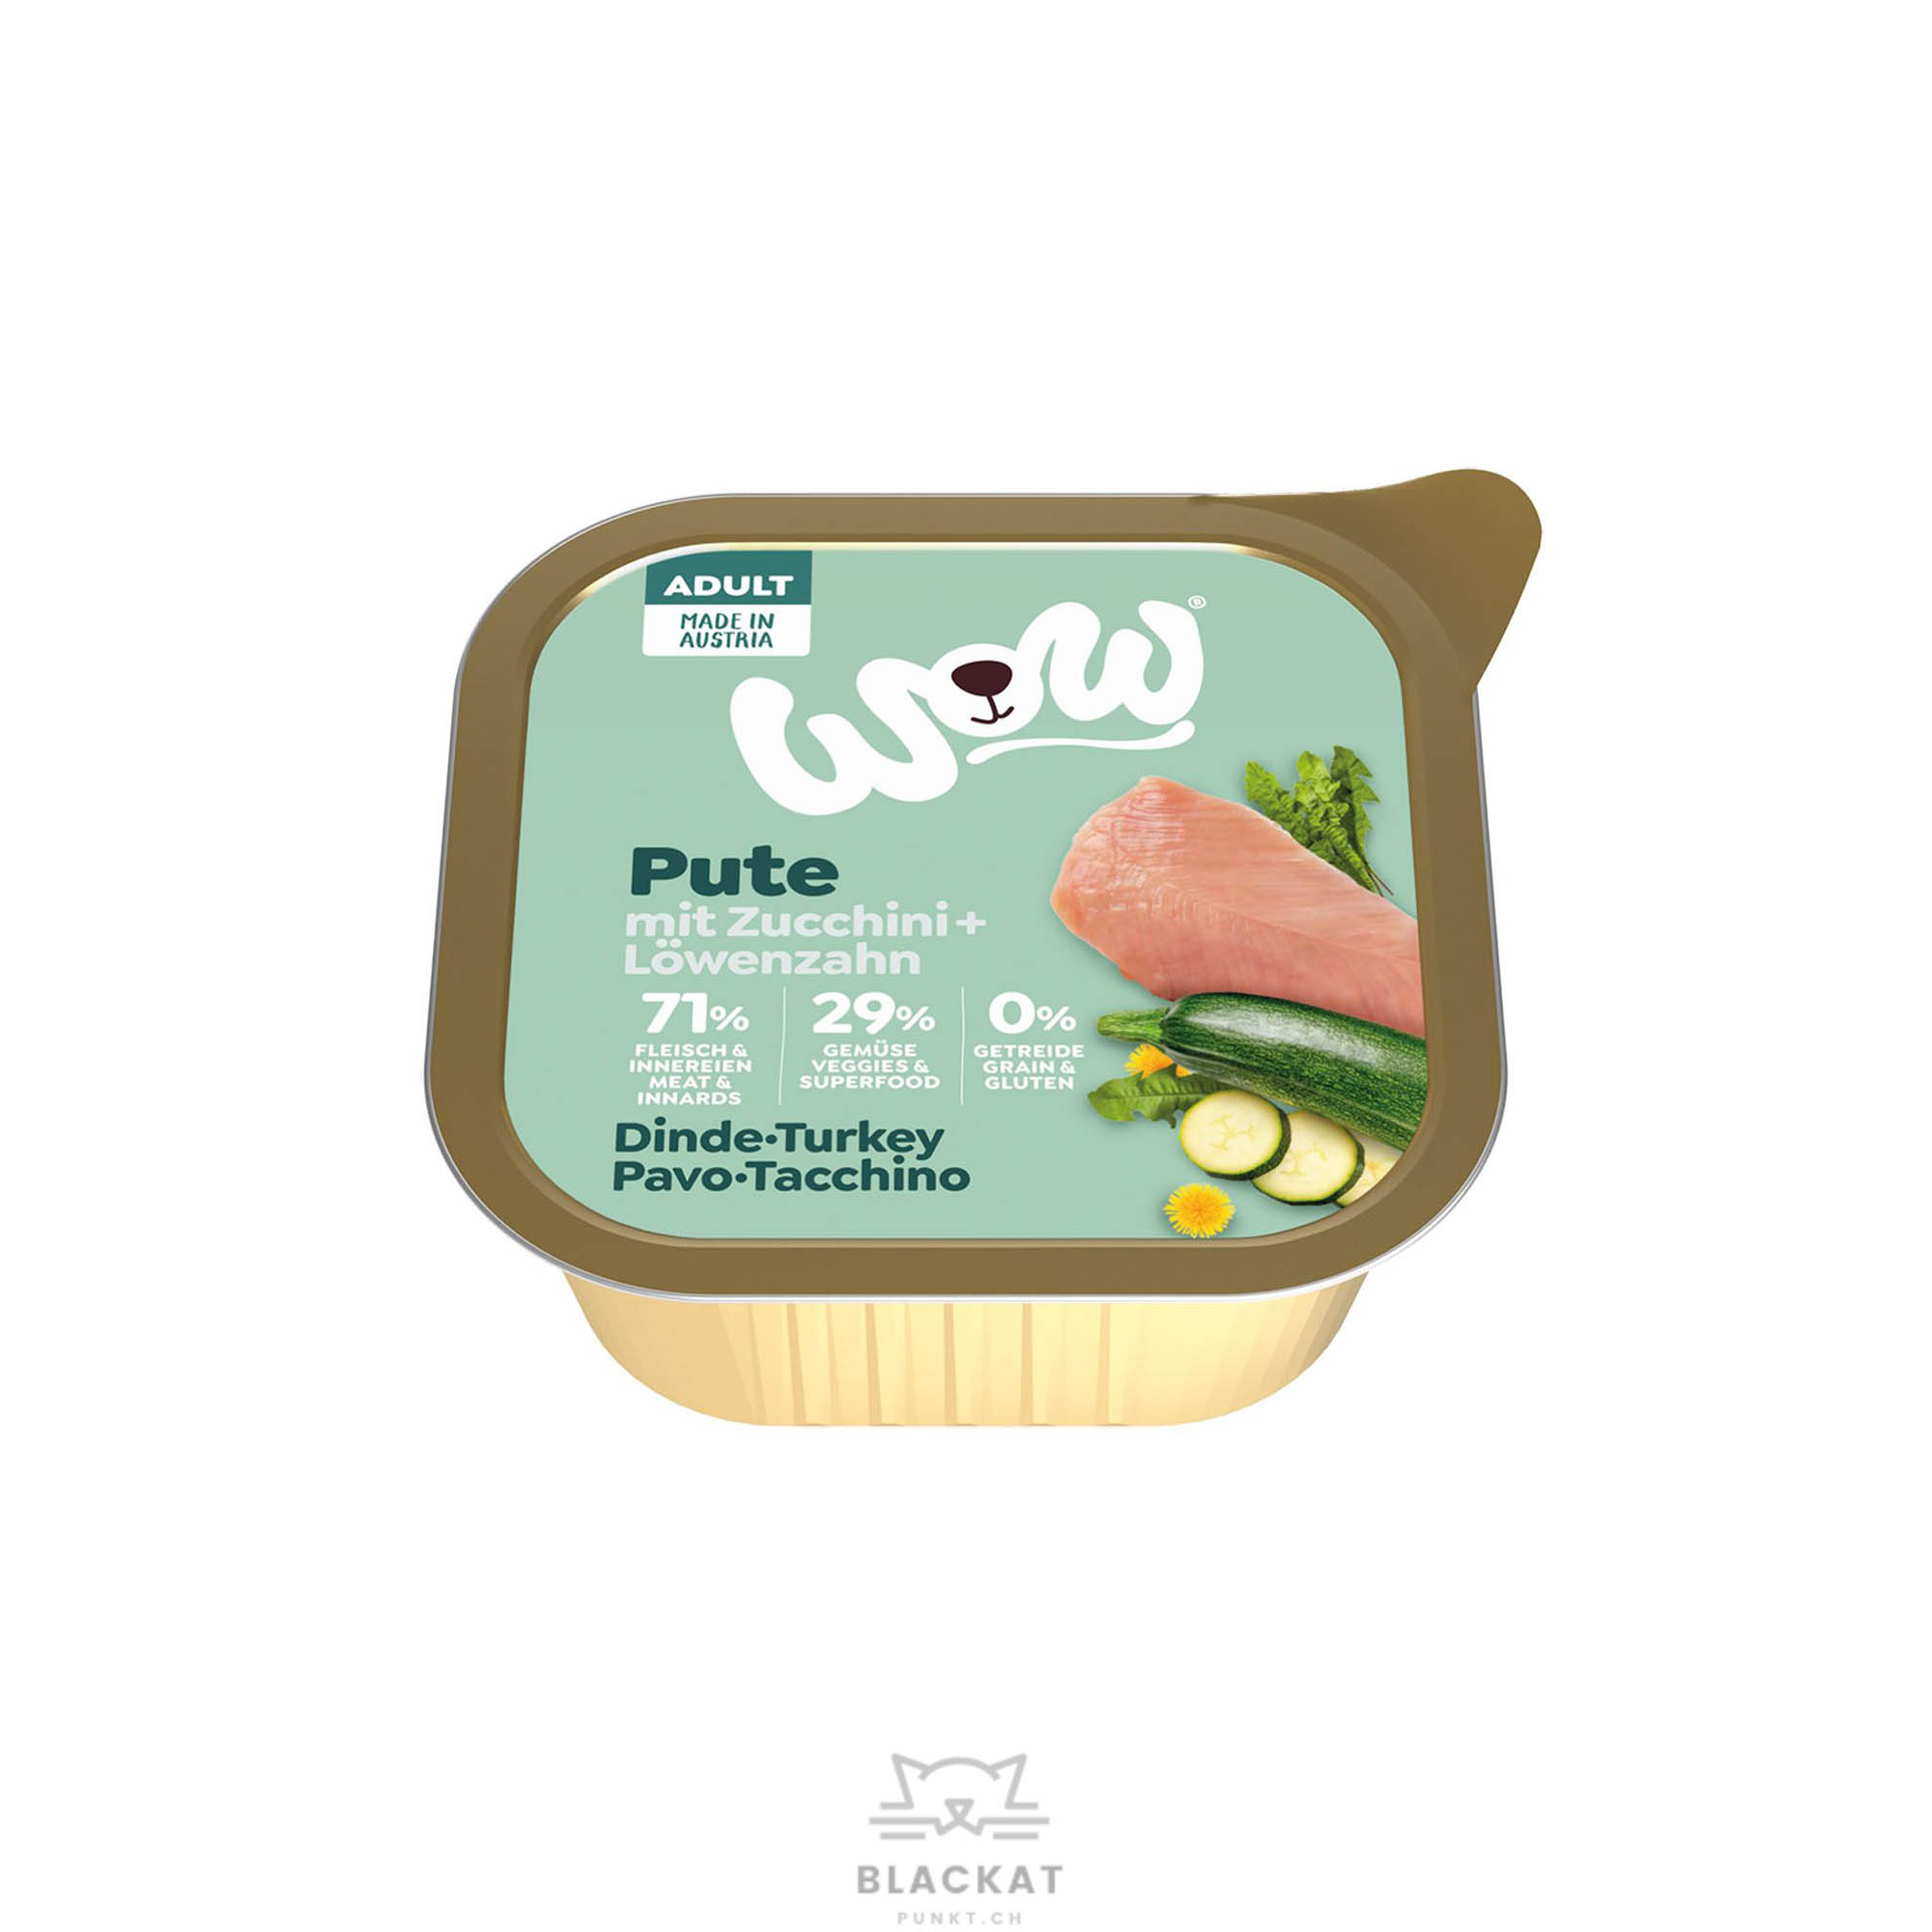 ADULT
MADE IN
AUSTRIA
WOW®
Pute
mit Zucchini+
Löwenzahn
71%
FLEISCH &
INNEREIEN
MEAT &
INNARDS
29%
GEMÜSE
VEGGIES &
SUPERFOOD
0%
GETREIDE
GRAIN &
GLUTEN
Dinde•Turkey
Pavo•Tacchino
BLACKAT
PUNKT.CH